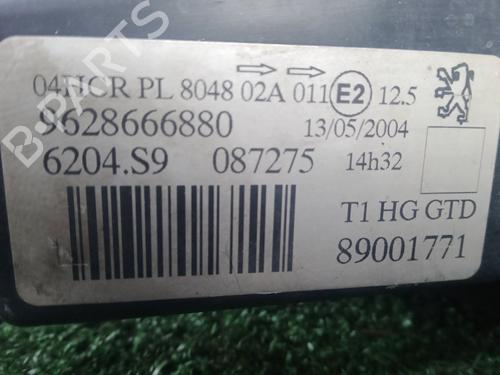 04HCR PL 8048 02A 011 E2 12.5
9628666880 13/05/2004
6204.S9 087275 14h32
T1 HG GTD
89001771
B-PARTS